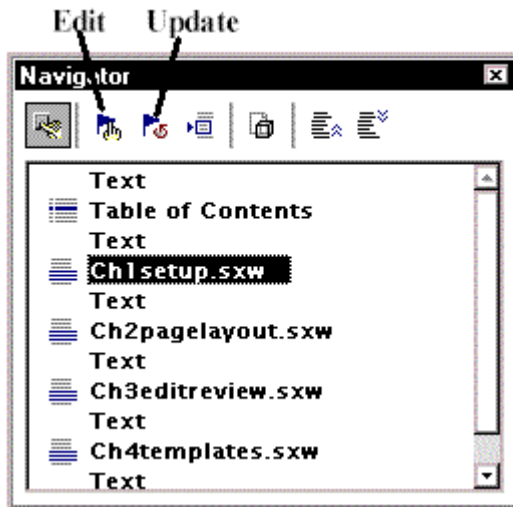 Edit Update
Navigator
Text
Table of Contents
Text
Ch1setup.sxw
Text
Ch2pagelayout.sxw
Text
Ch3editreview.sxw
Text
Ch4templates.sxw
Text